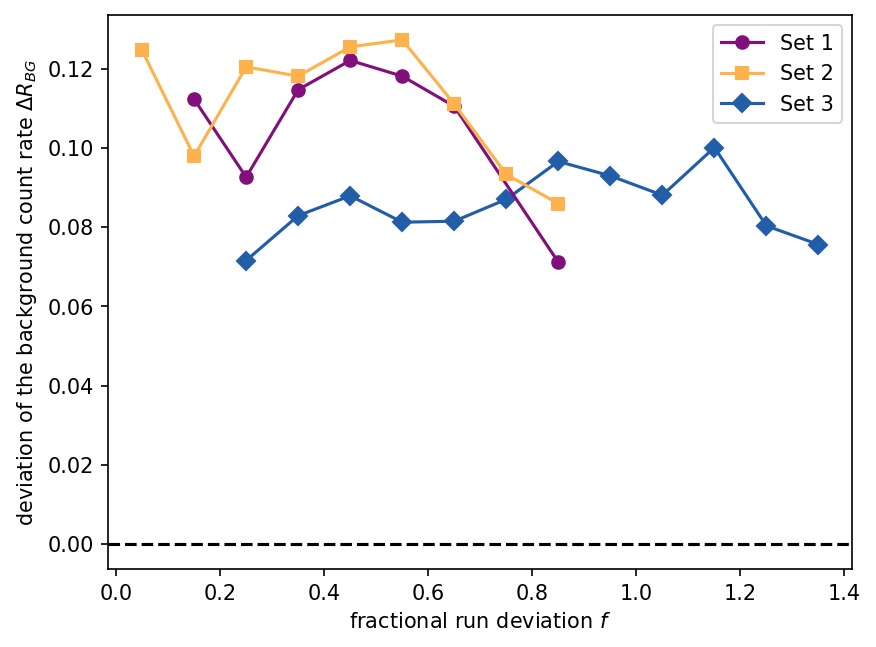 deviation of the background count rate ΔR_BG
0.12
0.10
0.08
0.06
0.04
0.02
0.00
Set 1
Set 2
Set 3
0.0 0.2 0.4 0.6 0.8 1.0 1.2 1.4
fractional run deviation f